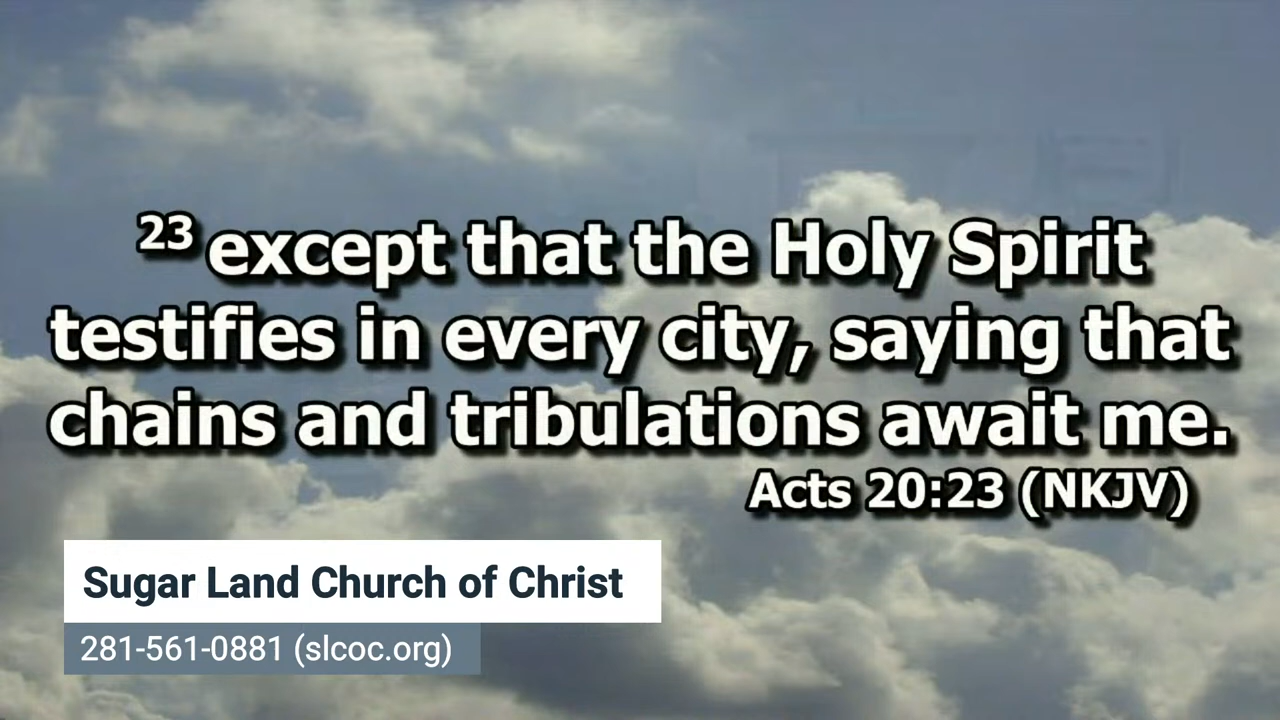 23 except that the Holy Spirit
testifies in every city, saying that
chains and tribulations await me.
Acts 20:23 (NKJV)
Sugar Land Church of Christ
281-561-0881 (slcoc.org)